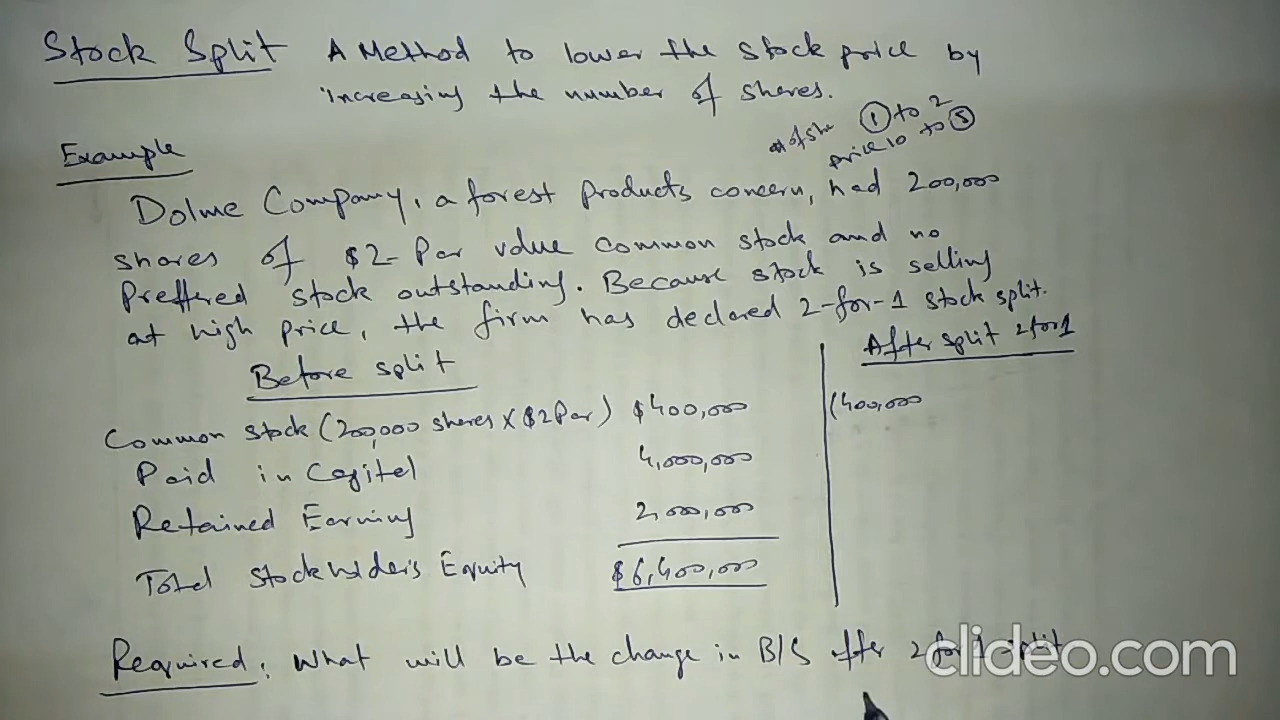 Stock Split A Method to lower the stock price by
increasing the number of shares.
# of sha 1 to 2
price 10 to 5
Example
Dolme Company, a forest products concern, had 200,000
shares of $2-Par value common stock and no
Preffered stock outstanding. Because stock is selling
at high price, the firm has declared 2-for-1 stock split.
Before split
After split 2 for 1
Common stock (200,000 shares x $2 Par) $400,000
(400,000
Paid in Capital 4,000,000
Retained Earning 2,000,000
Total stockholder's Equity $6,400,000
Required: What will be the change in B/S after 2 for 1 split
clideo.com